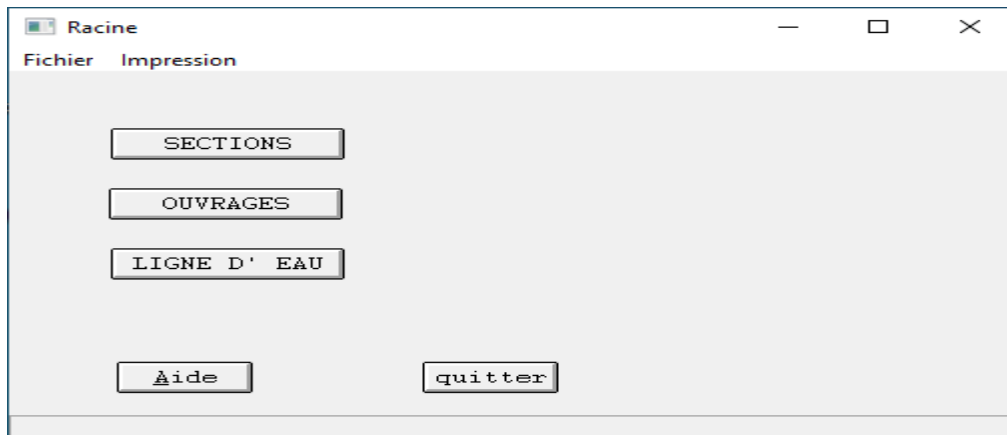 Racine
Fichier Impression
SECTIONS
OUVRAGES
LIGNE D' EAU
Aide quitter